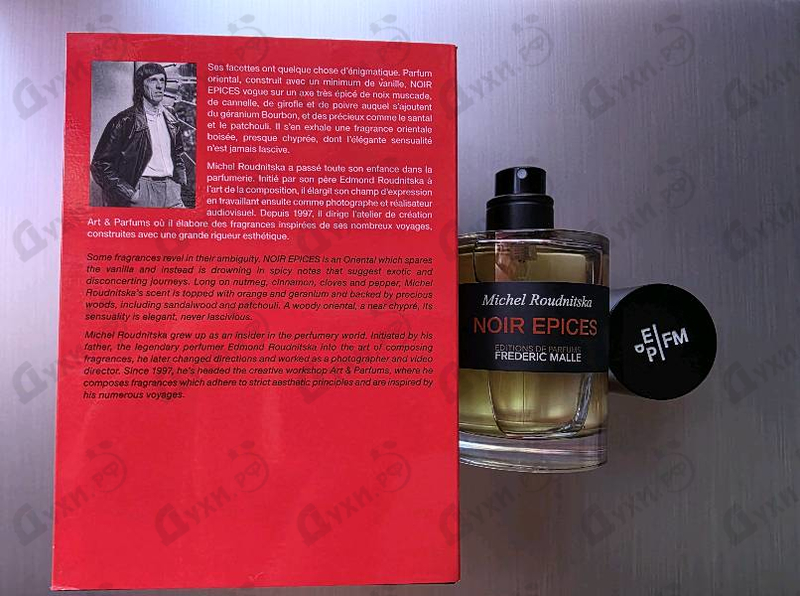 Ses facettes ont quelque chose d'énigmatique. Parfum
oriental, construit avec un minimum de vanille, NOIR
EPICES vogue sur un axe très épicé de noix muscade,
de cannelle, de girofle et de poivre auquel s'ajoutent
du géranium Bourbon, et des précieux comme le santal
et le patchouli. Il s'en exhale une fragrance orientale
boisée, presque chyprée, dont l'élégante sensualité
n'est jamais lascive.
Michel Roudnitska a passé toute son enfance dans la
parfumerie. Initié par son père Edmond Roudnitska à
l'art de la composition, il élargit son champ d'expression
en travaillant ensuite comme photographe et réalisateur
audiovisuel. Depuis 1997, il dirige l'atelier de création
Art & Parfums où il élabore des fragrances inspirées de ses nombreux voyages,
construites avec une grande rigueur esthétique.
Some fragrances revel in their ambiguity. NOIR EPICES is an Oriental which spares
the vanilla and instead is drowning in spicy notes that suggest exotic and
disconcerting journeys. Long on nutmeg, cinnamon, cloves and pepper, Michel
Roudnitska's scent is topped with orange and geranium and backed by precious
woods, including sandalwood and patchouli. A woody oriental, a near chypré, its
sensuality is elegant, never lascivious.
Michel Roudnitska grew up as an insider in the perfumery world. Initiated by his
father, the legendary perfumer Edmond Roudnitska into the art of composing
fragrances, he later changed directions and worked as a photographer and video
director. Since 1997, he's headed the creative workshop Art & Parfums, where he
composes fragrances which adhere to strict aesthetic principles and are inspired by
his numerous voyages.
Michel Roudnitska
NOIR EPICES
EDITIONS DE PARFUMS
FREDERIC MALLE
EDP|FM
Духи.рф